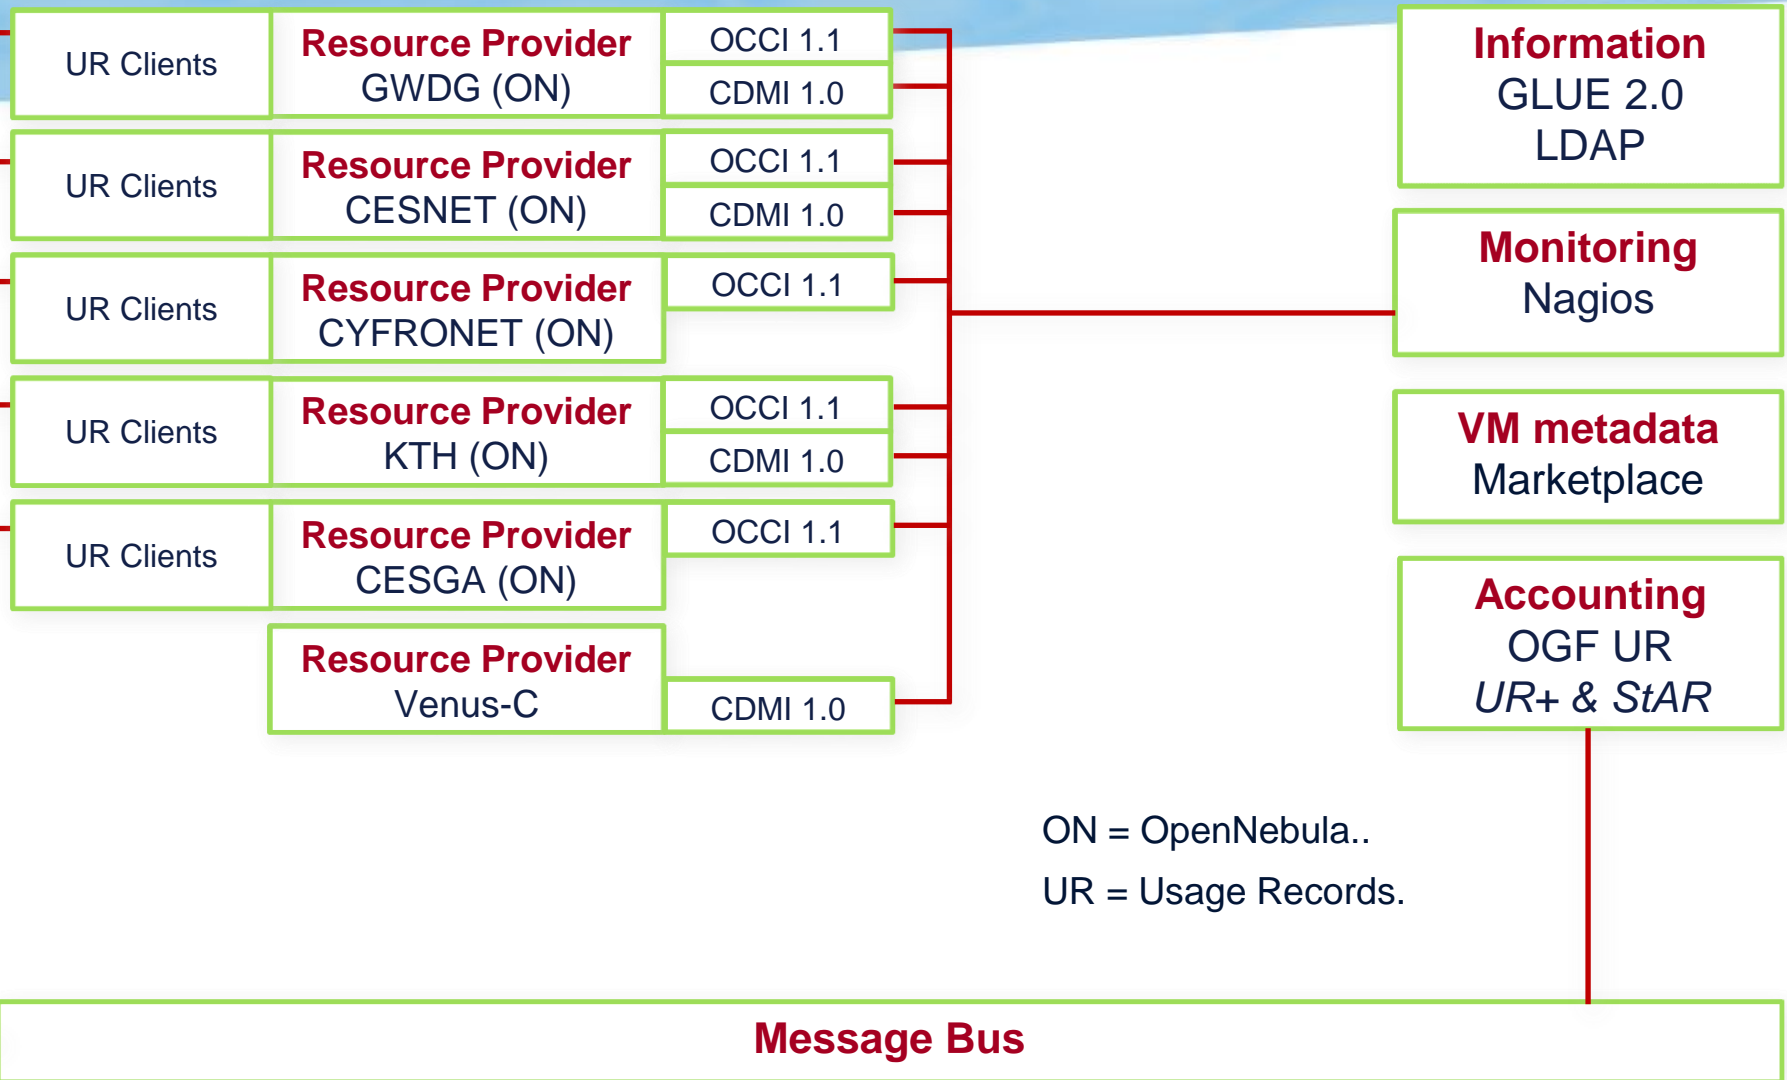 UR Clients
Resource Provider
GWDG (ON)
OCCI 1.1
CDMI 1.0
UR Clients
Resource Provider
CESNET (ON)
OCCI 1.1
CDMI 1.0
UR Clients
Resource Provider
CYFRONET (ON)
OCCI 1.1
UR Clients
Resource Provider
KTH (ON)
OCCI 1.1
CDMI 1.0
UR Clients
Resource Provider
CESGA (ON)
OCCI 1.1
Resource Provider
Venus-C
CDMI 1.0
Information
GLUE 2.0
LDAP
Monitoring
Nagios
VM metadata
Marketplace
Accounting
OGF UR
UR+ & StAR
ON = OpenNebula..
UR = Usage Records.
Message Bus